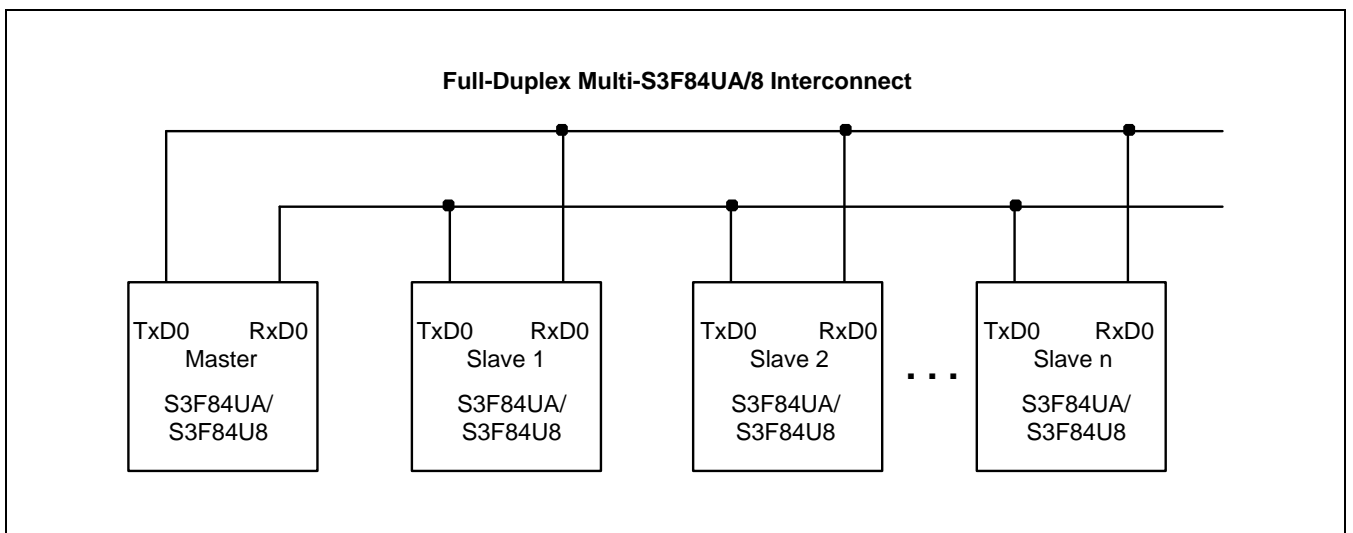 Full-Duplex Multi-S3F84UA/8 Interconnect
TxD0 RxD0
Master
S3F84UA/
S3F84U8
TxD0 RxD0
Slave 1
S3F84UA/
S3F84U8
TxD0 RxD0
Slave 2
S3F84UA/
S3F84U8
. . .
TxD0 RxD0
Slave n
S3F84UA/
S3F84U8